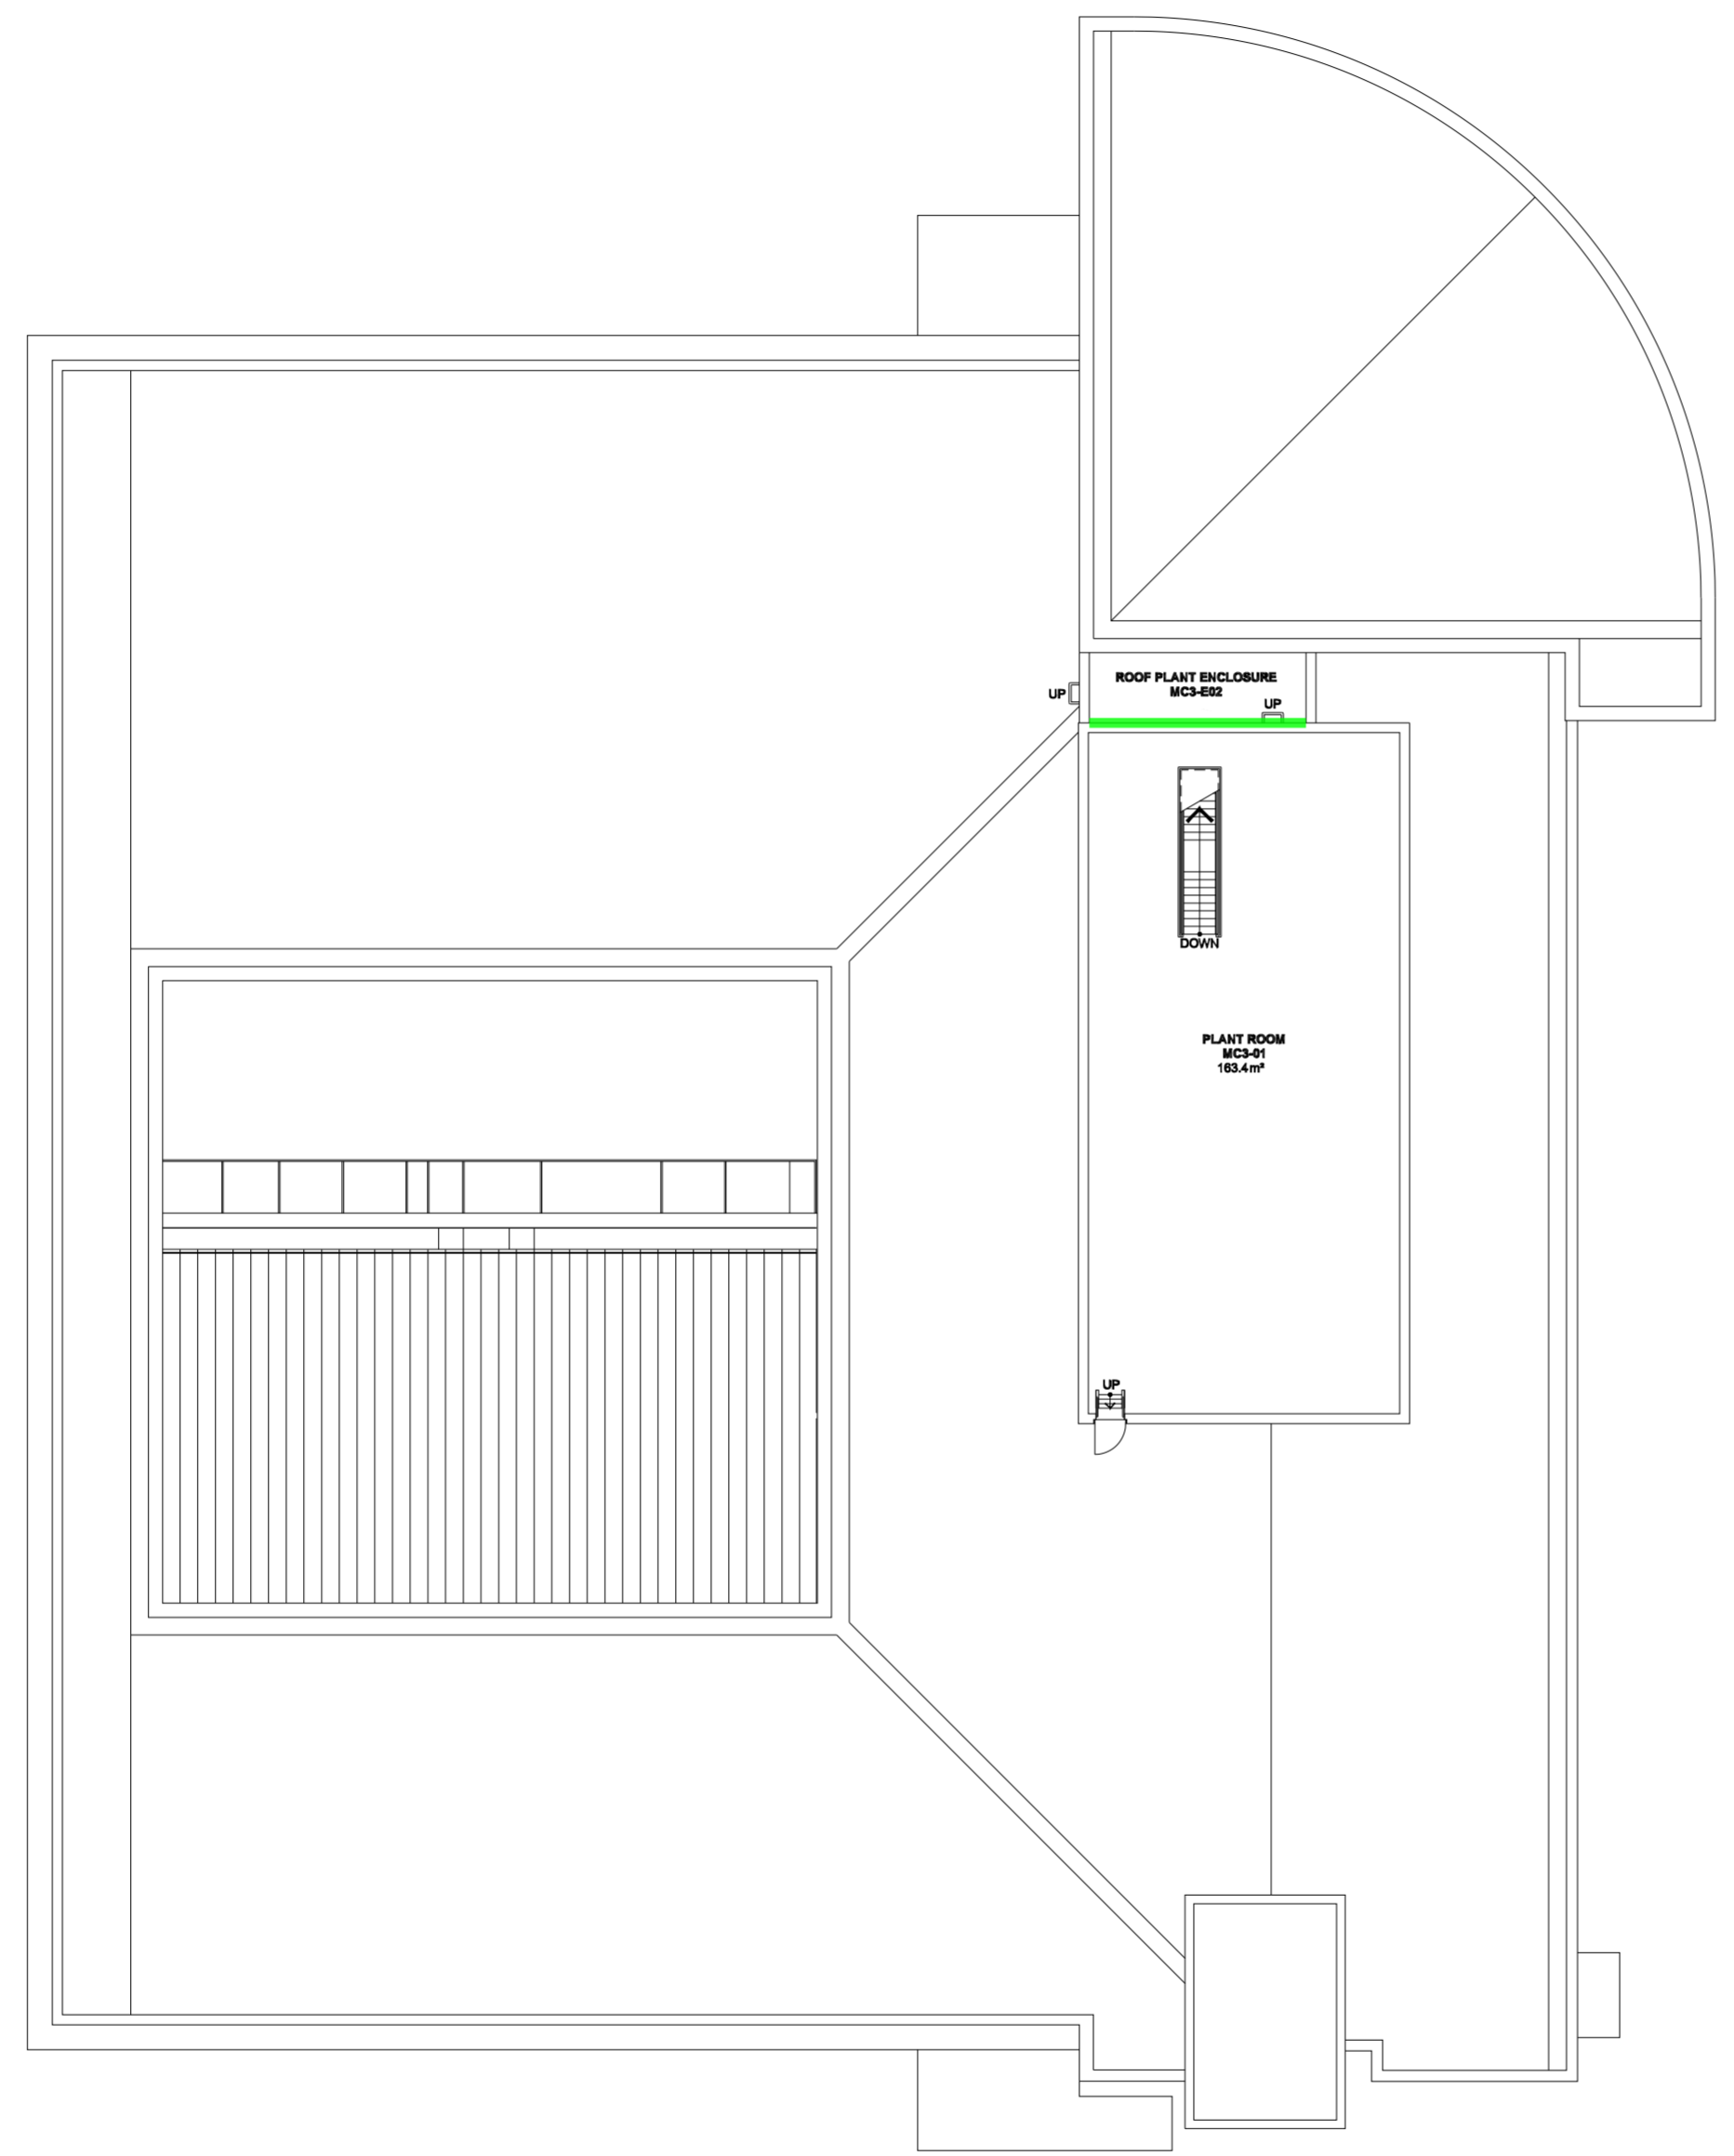 ROOF PLANT ENCLOSURE
MC3-E02
UP
UP
DOWN
PLANT ROOM
MC3-01
163.4m²
UP